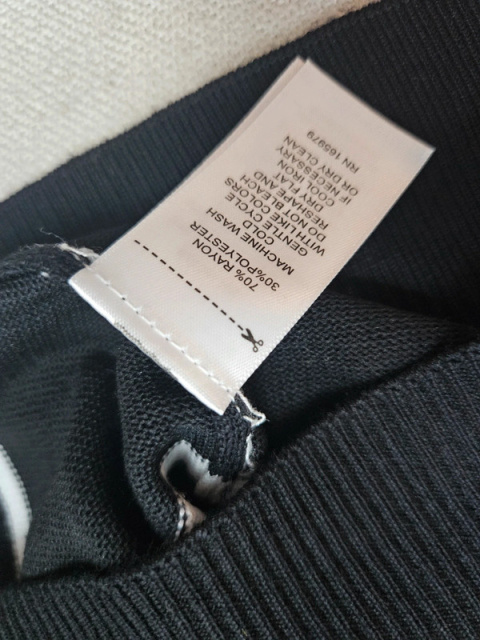 70% RAYON
30%POLYESTER
MACHINE WASH
COLD
GENTLE CYCLE
WITH LIKE COLORS
DO NOT BLEACH
RESHAPE AND
DRY FLAT
COOL IRON
IF NECESSARY
OR DRY CLEAN
RN 165979